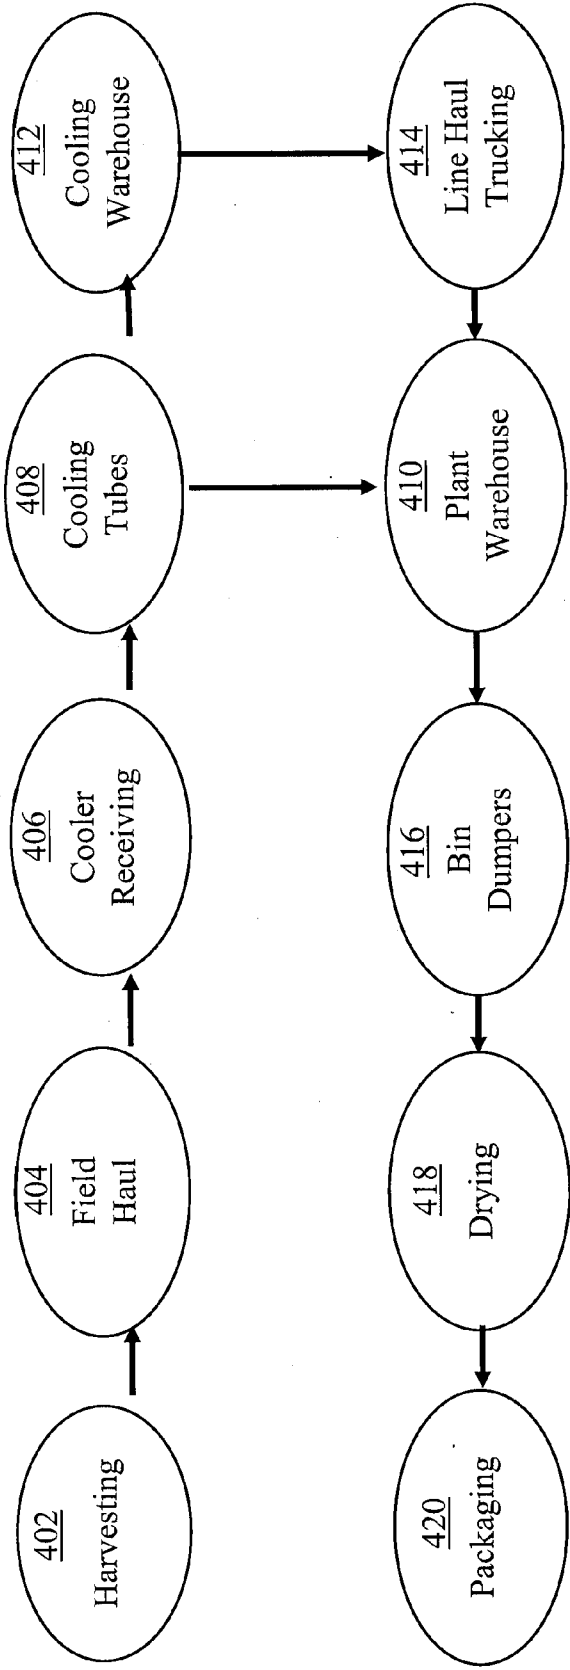 402
Harvesting
404
Field
Haul
406
Cooler
Receiving
408
Cooling
Tubes
412
Cooling
Warehouse
420
Packaging
418
Drying
416
Bin
Dumpers
410
Plant
Warehouse
414
Line Haul
Trucking